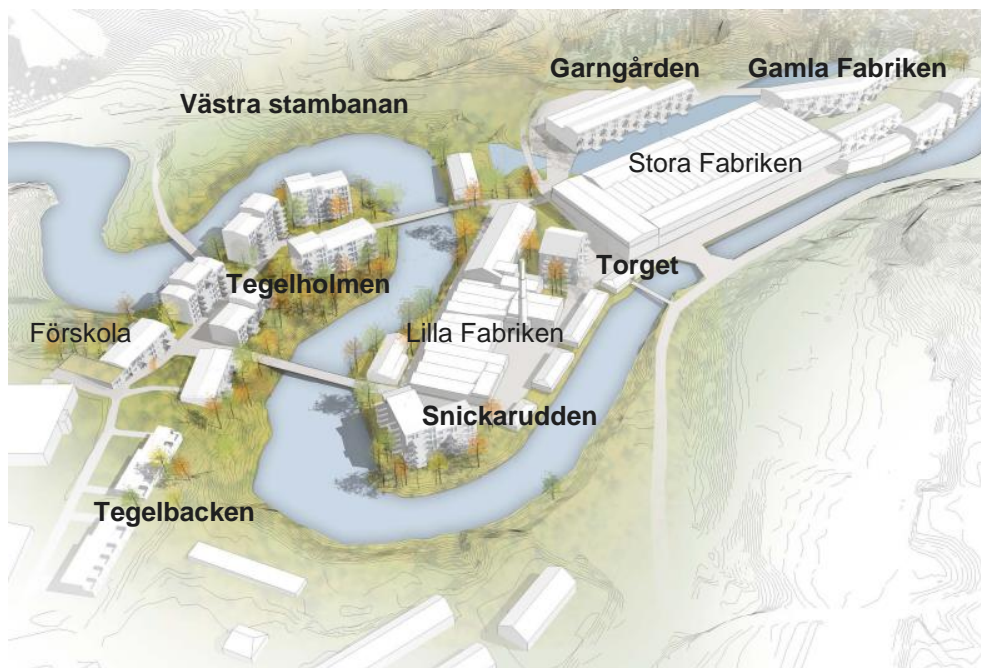 Garngården
Gamla Fabriken
Västra stambanan
Stora Fabriken
Torget
Tegelholmen
Förskola
Lilla Fabriken
Snickarudden
Tegelbacken